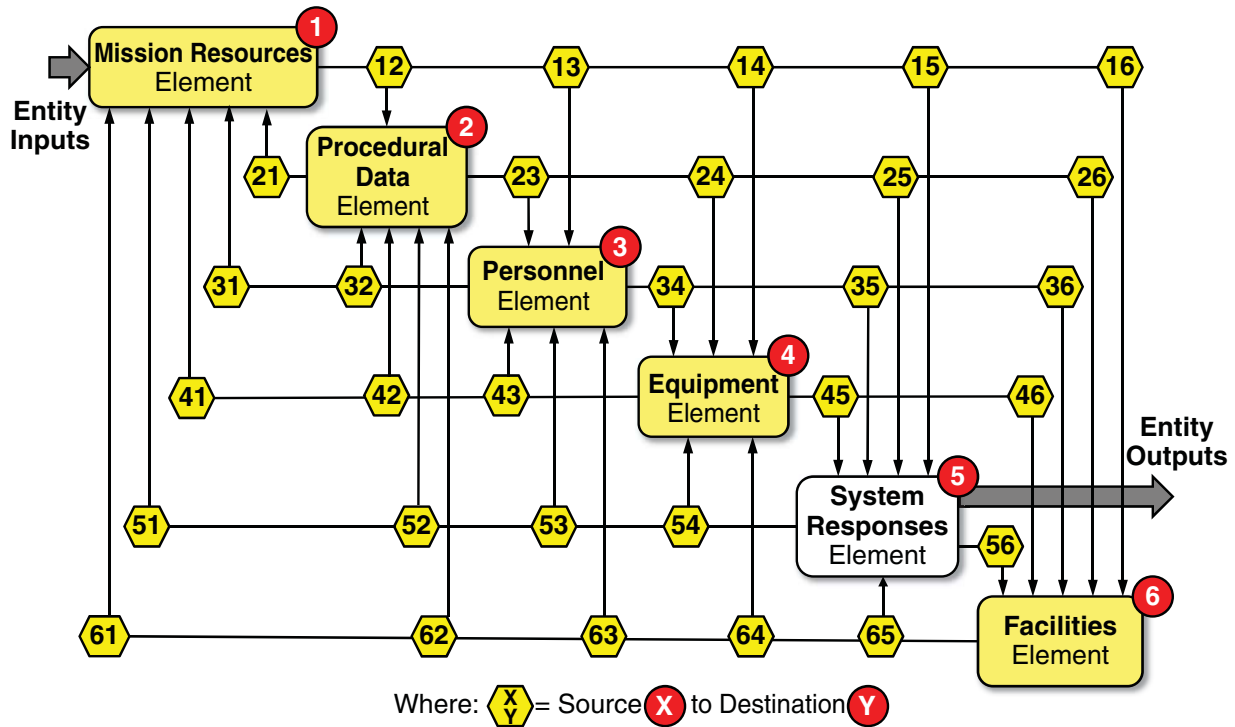 1
Mission Resources
Element
12
13
14
15
16
Entity
Inputs
2
Procedural
Data
Element
21
23
24
25
26
3
Personnel
Element
31
32
34
35
36
4
Equipment
Element
41
42
43
45
46
Entity
Outputs
5
System
Responses
Element
51
52
53
54
56
6
Facilities
Element
61
62
63
64
65
Where: X Y = Source X to Destination Y